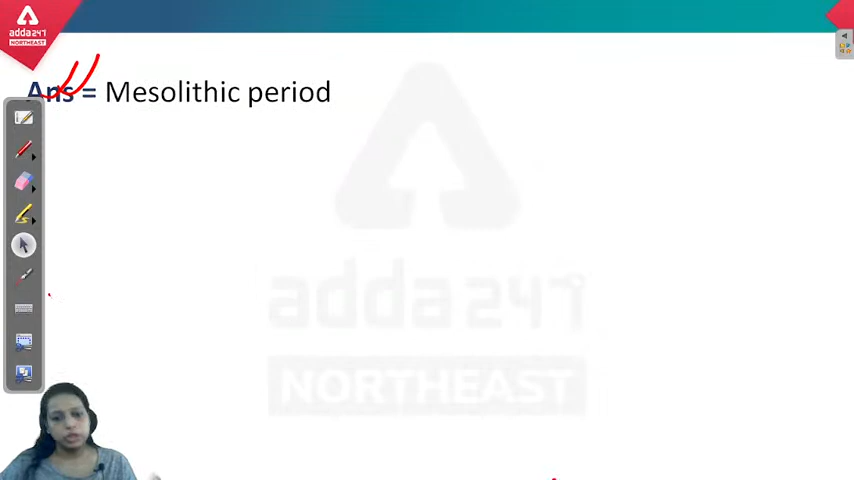 adda247
NORTHEAST
Ans = Mesolithic period
adda247
NORTHEAST